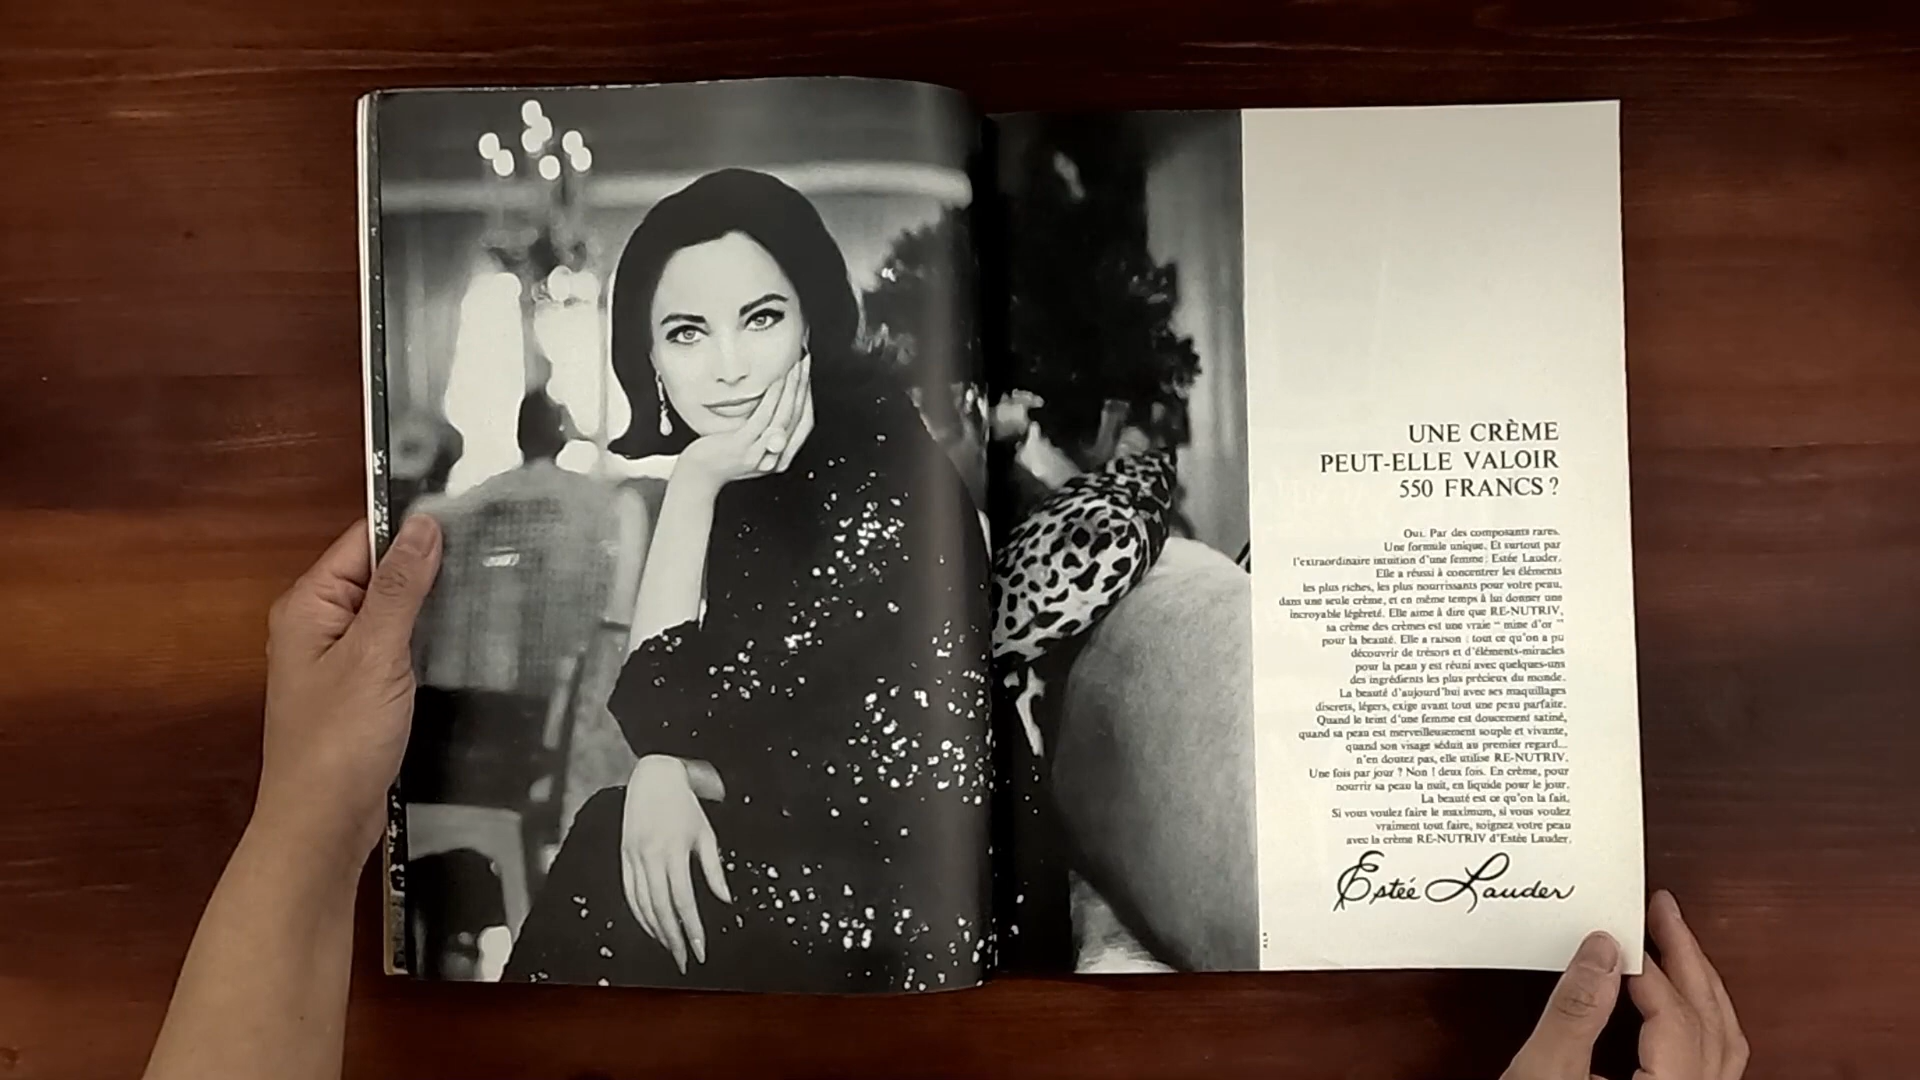 UNE CRÈME
PEUT-ELLE VALOIR
550 FRANCS ?
Oui. Par des composants rares.
Une formule unique. Et surtout par
l'extraordinaire intuition d'une femme : Estée Lauder.
Elle a réussi à concentrer les éléments
les plus riches, les plus nourrissants pour votre peau,
dans une seule crème, et en même temps à lui donner une
incroyable légèreté. Elle aime à dire que RE-NUTRIV,
sa crème des crèmes est une vraie " mine d'or "
pour la beauté. Elle a raison : tout ce qu'on a pu
découvrir de trésors et d'éléments-miracles
pour la peau y est réuni avec quelques-uns
des ingrédients les plus précieux du monde.
La beauté d'aujourd'hui avec ses maquillages
discrets, légers, exige avant tout une peau parfaite.
Quand le teint d'une femme est doucement satiné,
quand sa peau est merveilleusement souple et vivante,
quand son visage séduit au premier regard...
n'en doutez pas, elle utilise RE-NUTRIV.
Une fois par jour ? Non ! deux fois. En crème, pour
nourrir sa peau la nuit, en liquide pour le jour.
La beauté est ce qu'on la fait.
Si vous voulez faire le maximum, si vous voulez
vraiment tout faire, soignez votre peau
avec la crème RE-NUTRIV d'Estée Lauder.
Estée Lauder